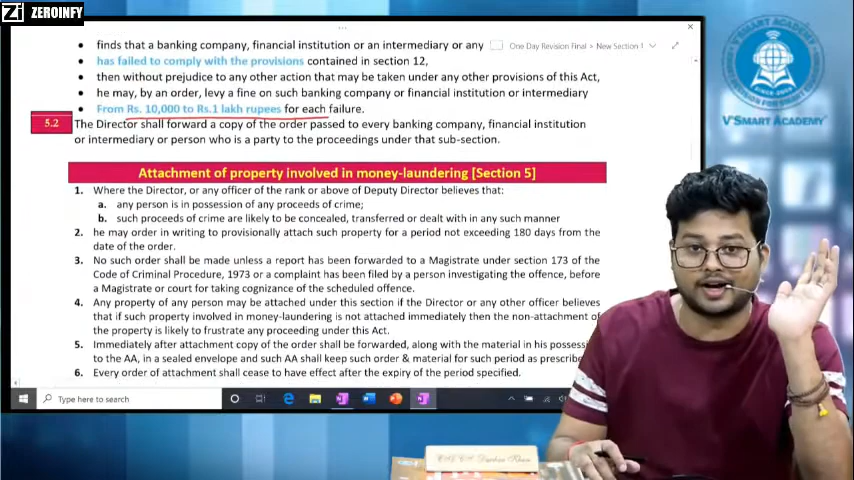 Zi ZEROINFY
finds that a banking company, financial institution or an intermediary or any
One Day Revision Final » New Section 1
has failed to comply with the provisions contained in section 12,
then without prejudice to any other action that may be taken under any other provisions of this Act,
he may, by an order, levy a fine on such banking company or financial institution or intermediary
From Rs. 10,000 to Rs.1 lakh rupees for each failure.
5.2 The Director shall forward a copy of the order passed to every banking company, financial institution
or intermediary or person who is a party to the proceedings under that sub-section.
Attachment of property involved in money-laundering [Section 5]
1. Where the Director, or any officer of the rank or above of Deputy Director believes that:
a. any person is in possession of any proceeds of crime;
b. such proceeds of crime are likely to be concealed, transferred or dealt with in any such manner
2. he may order in writing to provisionally attach such property for a period not exceeding 180 days from the
date of the order.
3. No such order shall be made unless a report has been forwarded to a Magistrate under section 173 of the
Code of Criminal Procedure, 1973 or a complaint has been filed by a person investigating the offence, before
a Magistrate or court for taking cognizance of the scheduled offence.
4. Any property of any person may be attached under this section if the Director or any other officer believes
that if such property involved in money-laundering is not attached immediately then the non-attachment of
the property is likely to frustrate any proceeding under this Act.
5. Immediately after attachment copy of the order shall be forwarded, along with the material in his
to the AA, in a sealed envelope and such AA shall keep such order & material for such period as
6. Every order of attachment shall cease to have effect after the expiry of the period specified.
Type here to search
V'SMART ACADEMY
Darshan